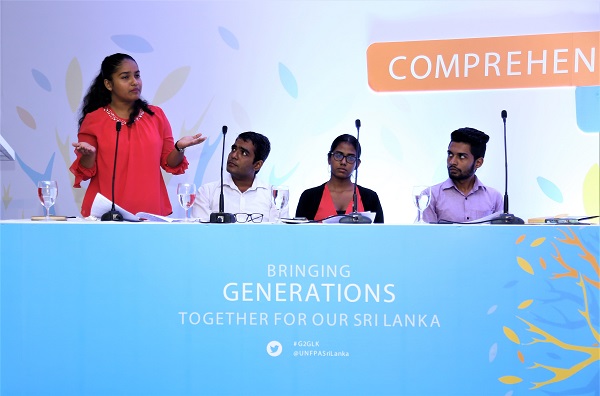 COMPREHEN
BRINGING
GENERATIONS
TOGETHER FOR OUR SRI LANKA
#G2GLK
@UNFPASriLanka